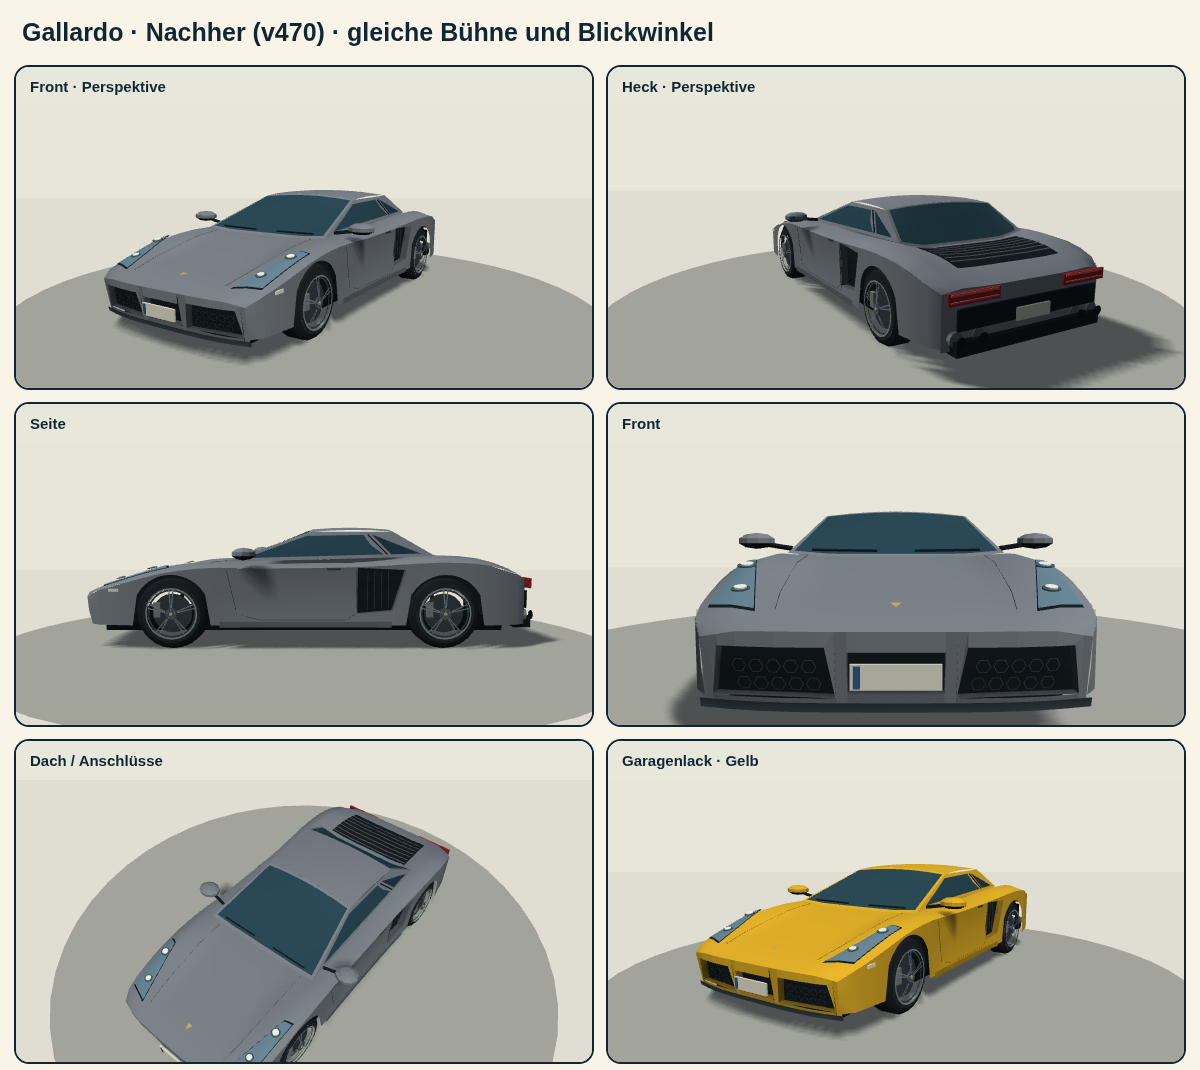 Gallardo · Nachher (v470) · gleiche Bühne und Blickwinkel
Front · Perspektive
Heck · Perspektive
Seite
Front
Dach / Anschlüsse
Garagenlack · Gelb